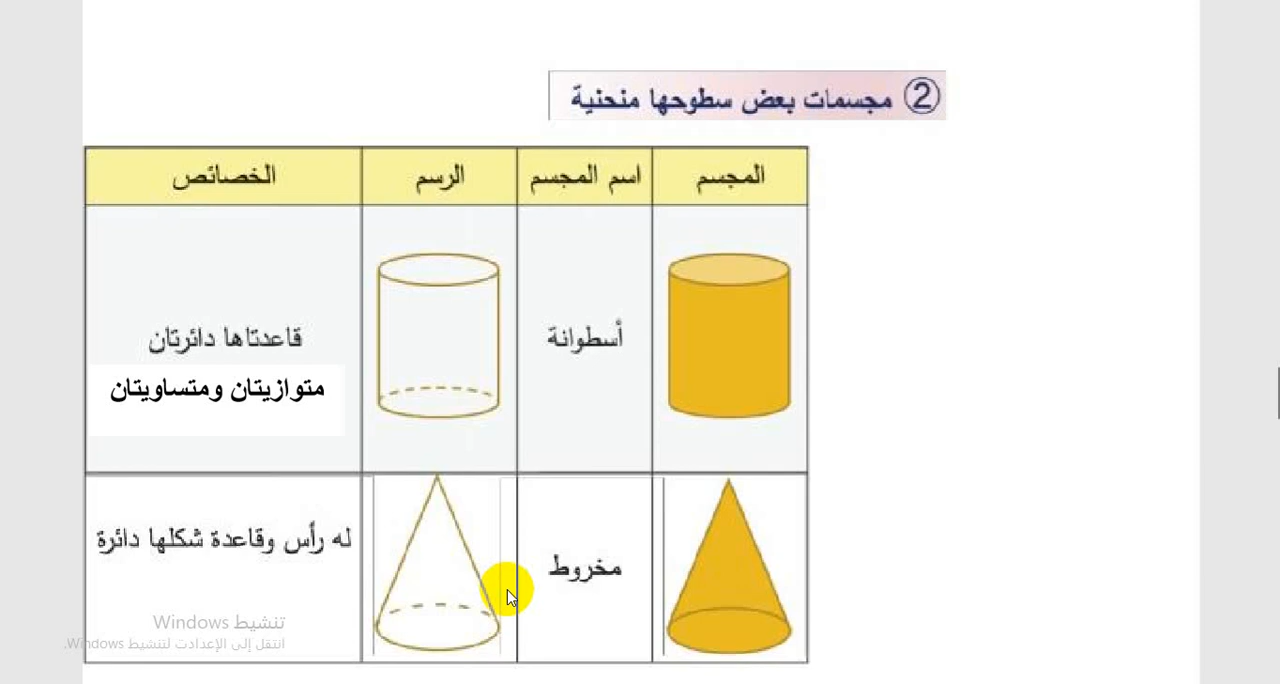 ② مجسمات بعض سطوحها منحنية
المجسم اسم المجسم الرسم الخصائص
أسطوانة قاعدتاها دائرتان
متوازيتان ومتساويتان
له رأس وقاعدة شكلها دائرة
مخروط
تنشيط Windows
انتقل إلى الإعدادت لتنشيط Windows.